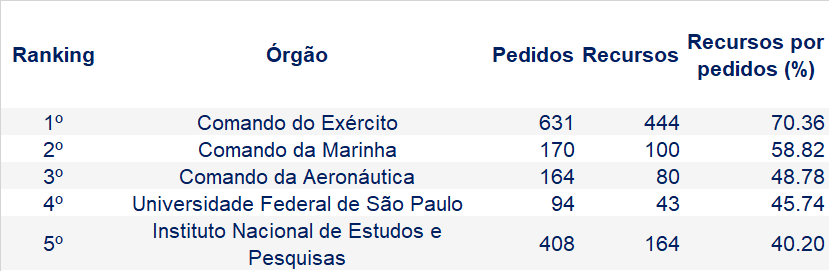 Ranking Órgão Pedidos Recursos Recursos por pedidos (%)
1º Comando do Exército 631 444 70.36
2º Comando da Marinha 170 100 58.82
3º Comando da Aeronáutica 164 80 48.78
4º Universidade Federal de São Paulo 94 43 45.74
5º Instituto Nacional de Estudos e Pesquisas 408 164 40.20